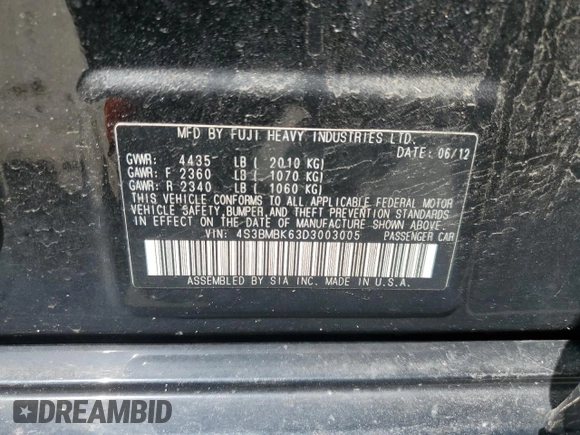 MFD BY FUJI HEAVY INDUSTRIES LTD.
DATE: 06/12
GVWR: 4435 LB ( 2010 KG)
GAWR: F 2360 LB ( 1070 KG)
GAWR: R 2340 LB ( 1060 KG)
THIS VEHICLE CONFORMS TO ALL APPLICABLE FEDERAL MOTOR
VEHICLE SAFETY, BUMPER, AND THEFT PREVENTION STANDARDS
IN EFFECT ON THE DATE OF MANUFACTURE SHOWN ABOVE.
VIN: 4S3BMBK63D3003005 PASSENGER CAR
ASSEMBLED BY SIA INC. MADE IN U.S.A.
DREAMBID